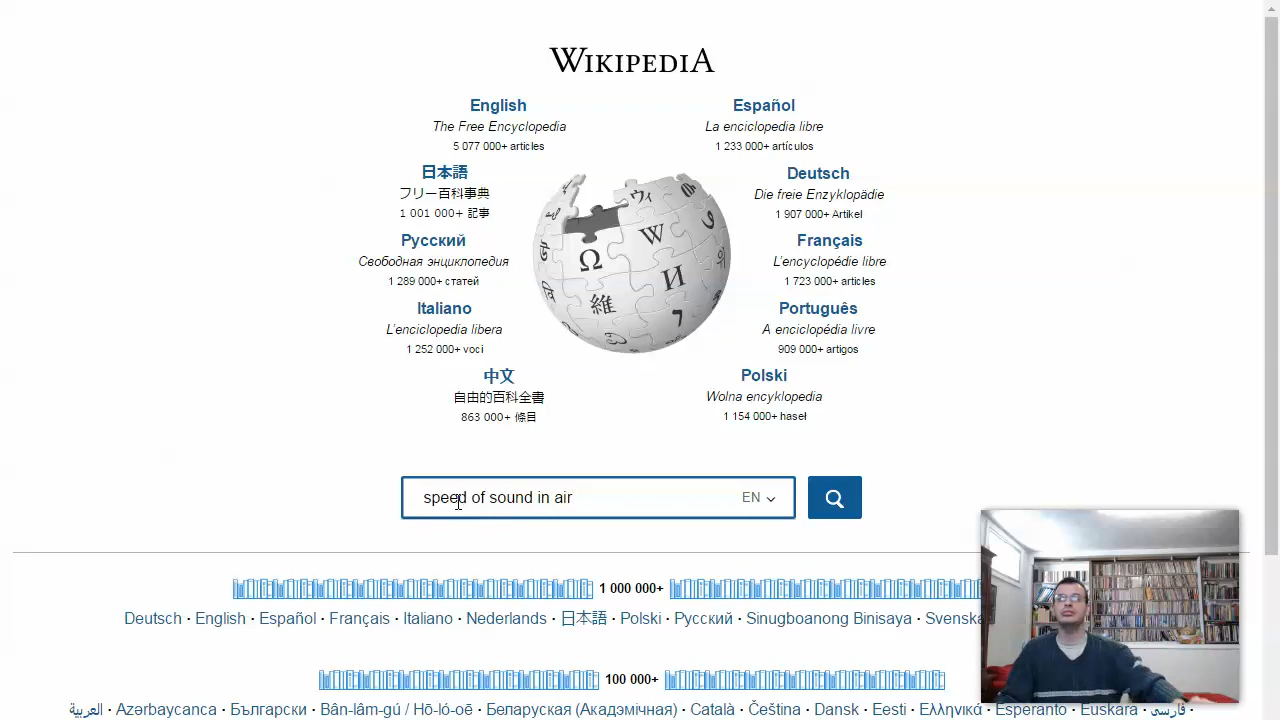 WIKIPEDIA
English
The Free Encyclopedia
5 077 000+ articles
Español
La enciclopedia libre
1 233 000+ artículos
日本語
フリー百科事典
1 001 000+ 記事
Deutsch
Die freie Enzyklopädie
1 907 000+ Artikel
Русский
Свободная энциклопедия
1 289 000+ статей
Français
L'encyclopédie libre
1 723 000+ articles
Italiano
L'enciclopedia libera
1 252 000+ voci
Português
A enciclopédia livre
909 000+ artigos
中文
自由的百科全書
863 000+ 條目
Polski
Wolna encyklopedia
1 154 000+ haseł
Ω W И 維 ウィ
speed of sound in air EN
1 000 000+
Deutsch · English · Español · Français · Italiano · Nederlands · 日本語 · Polski · Русский · Sinugboanong Binisaya · Svenska
100 000+
العربية · Azərbaycanca · Български · Bân-lâm-gú / Hō-ló-oē · Беларуская (Акадэмічная) · Català · Čeština · Dansk · Eesti · Ελληνικά · Esperanto · Euskara · فارسی ·